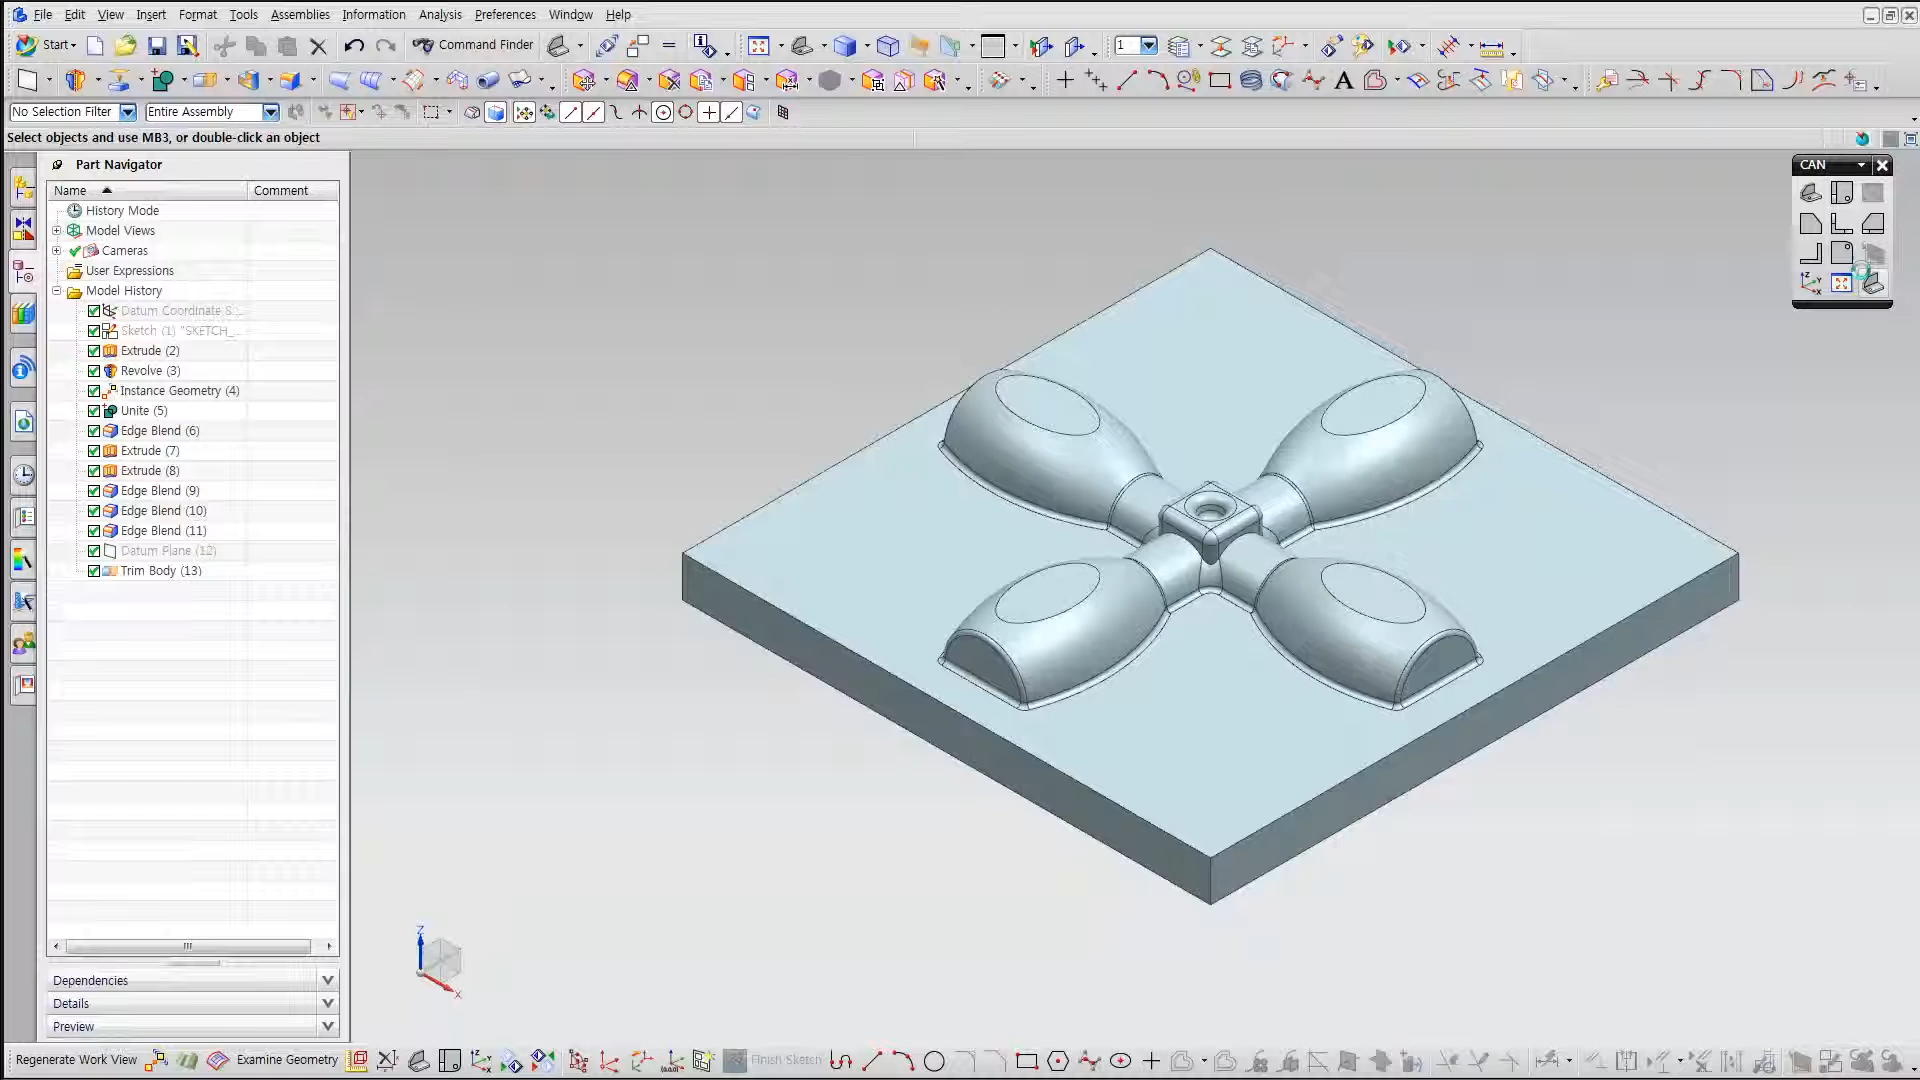 File Edit View Insert Format Tools Assemblies Information Analysis Preferences Window Help
Start Command Finder 1
A
No Selection Filter Entire Assembly
Select objects and use MB3, or double-click an object
Part Navigator
Name Comment
History Mode
Model Views
Cameras
User Expressions
Model History
Datum Coordinate S...
Sketch (1) "SKETCH_...
Extrude (2)
Revolve (3)
Instance Geometry (4)
Unite (5)
Edge Blend (6)
Extrude (7)
Extrude (8)
Edge Blend (9)
Edge Blend (10)
Edge Blend (11)
Datum Plane (12)
Trim Body (13)
Dependencies
Details
Preview
CAN
Z
X
Regenerate Work View Examine Geometry Finish Sketch